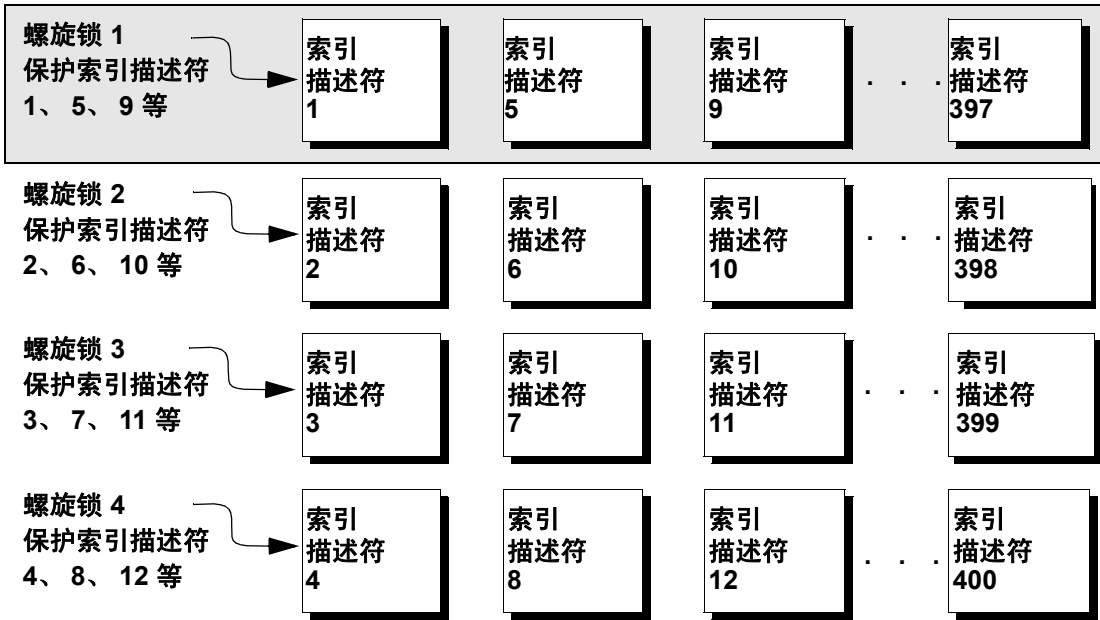 螺旋锁 1
保护索引描述符
1、 5、 9 等
索引
描述符
1
索引
描述符
5
索引
描述符
9
. . .
索引
描述符
397
螺旋锁 2
保护索引描述符
2、 6、 10 等
索引
描述符
2
索引
描述符
6
索引
描述符
10
. . .
索引
描述符
398
螺旋锁 3
保护索引描述符
3、 7、 11 等
索引
描述符
3
索引
描述符
7
索引
描述符
11
. . .
索引
描述符
399
螺旋锁 4
保护索引描述符
4、 8、 12 等
索引
描述符
4
索引
描述符
8
索引
描述符
12
. . .
索引
描述符
400